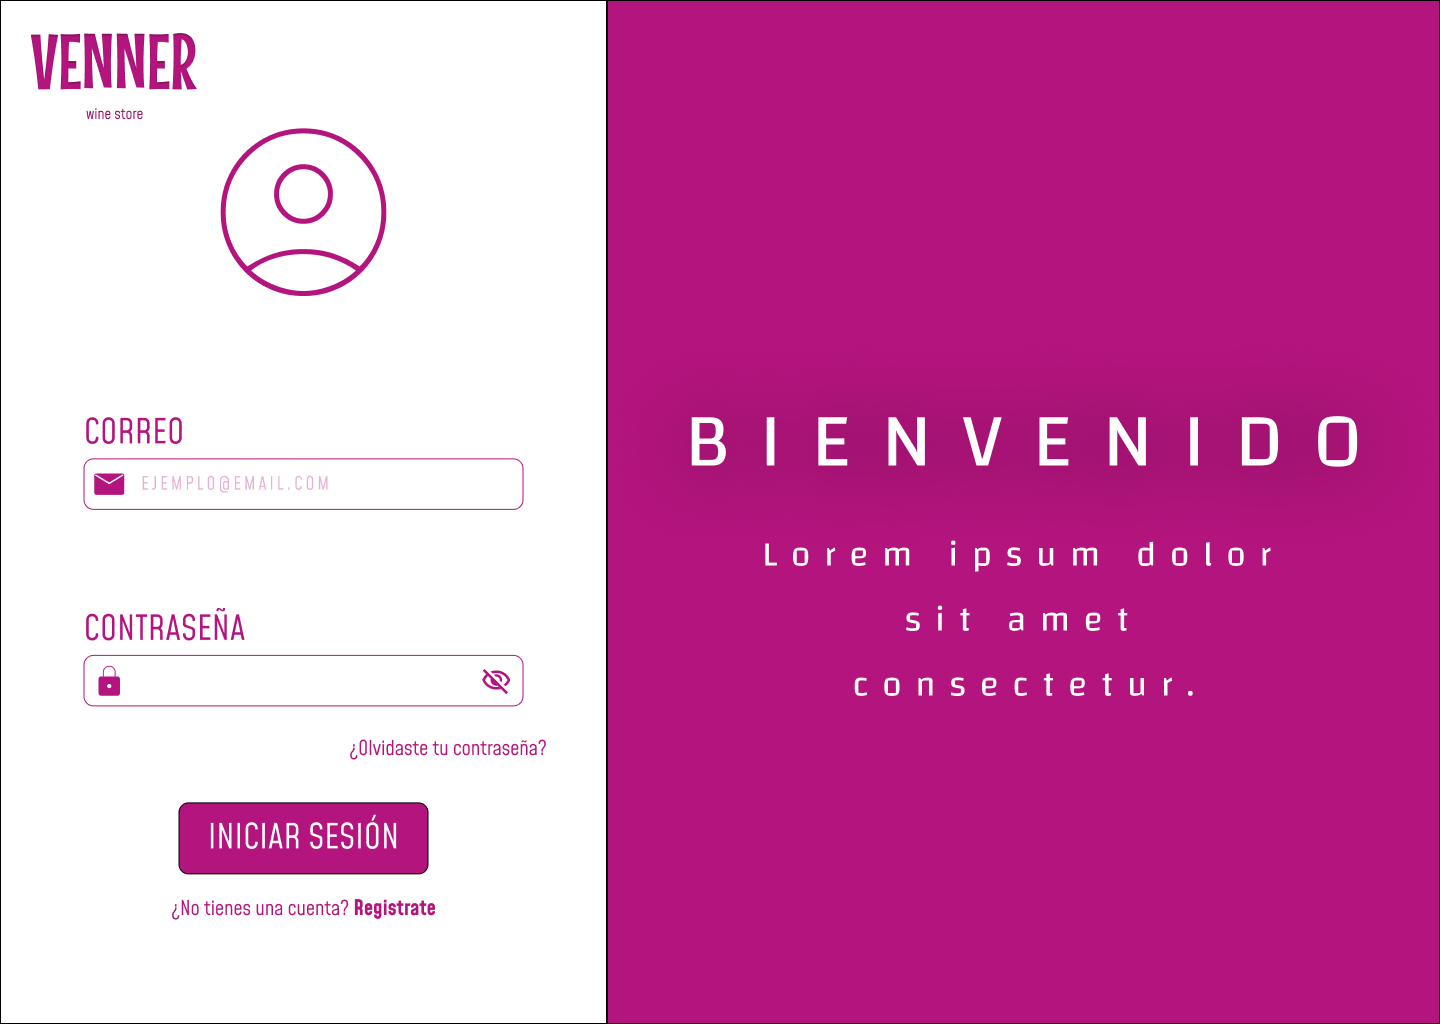 VENNER
wine store
CORREO
EJEMPLO@EMAIL.COM
CONTRASEÑA
¿Olvidaste tu contraseña?
INICIAR SESIÓN
¿No tienes una cuenta? Registrate
BIENVENIDO
Lorem ipsum dolor
sit amet
consectetur.